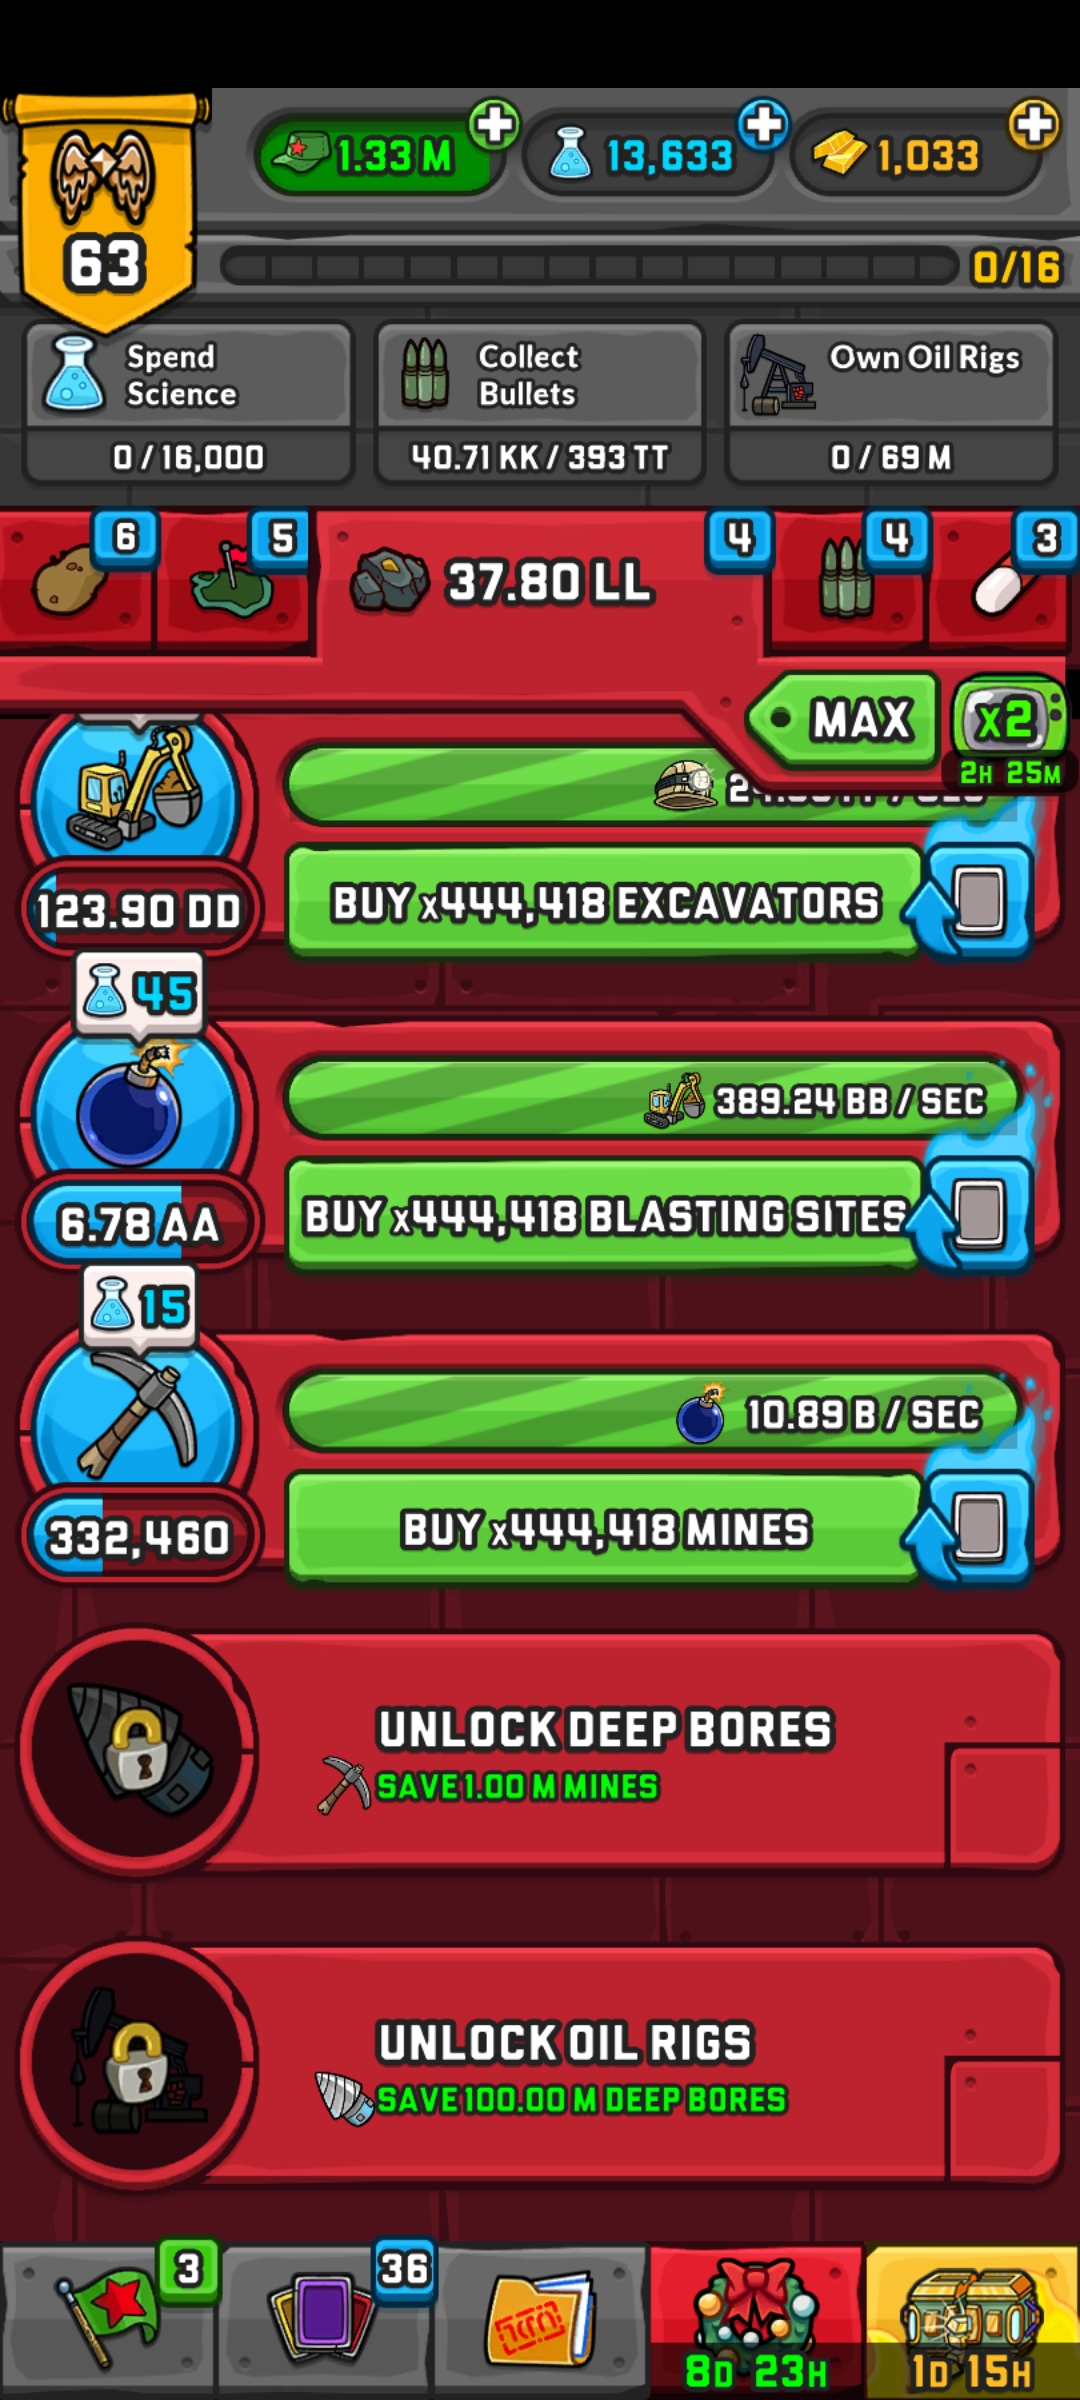 1.33 M
13,633
1,033
63
0/16
Spend
Science
Collect
Bullets
Own Oil Rigs
0 / 16,000
40.71 KK / 393 TT
0 / 69 M
6
5
37.80 LL
4
4
3
MAX
x2
2H 25M
123.90 DD
BUY x444,418 EXCAVATORS
45
389.24 BB / SEC
6.78 AA
BUY x444,418 BLASTING SITES
15
10.89 B / SEC
332,460
BUY x444,418 MINES
UNLOCK DEEP BORES
SAVE 1.00 M MINES
UNLOCK OIL RIGS
SAVE 100.00 M DEEP BORES
3
36
8D 23H
1D 15H